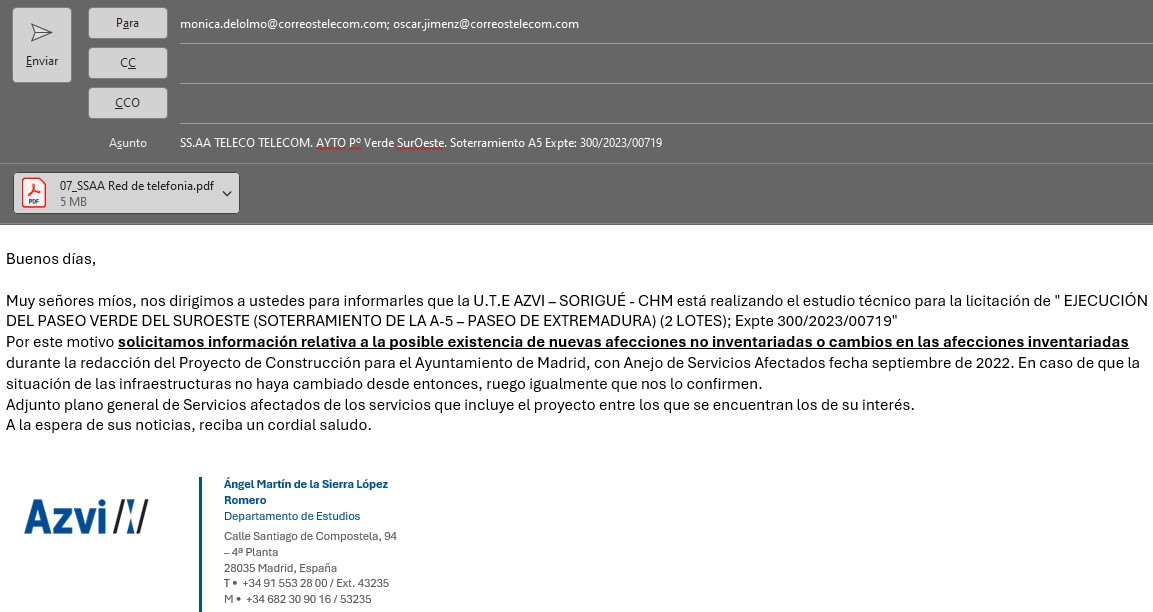 Enviar
Para
monica.delolmo@correostelecom.com; oscar.jimenz@correostelecom.com
CC
CCO
Asunto
SS.AA TELECO TELECOM. AYTO Pº Verde SurOeste. Soterramiento A5 Expte: 300/2023/00719
07_SSAA Red de telefonia.pdf
PDF
5 MB
Buenos días,
Muy señores míos, nos dirigimos a ustedes para informarles que la U.T.E AZVI – SORIGUÉ - CHM está realizando el estudio técnico para la licitación de " EJECUCIÓN
DEL PASEO VERDE DEL SUROESTE (SOTERRAMIENTO DE LA A-5 – PASEO DE EXTREMADURA) (2 LOTES); Expte 300/2023/00719"
Por este motivo solicitamos información relativa a la posible existencia de nuevas afecciones no inventariadas o cambios en las afecciones inventariadas
durante la redacción del Proyecto de Construcción para el Ayuntamiento de Madrid, con Anejo de Servicios Afectados fecha septiembre de 2022. En caso de que la
situación de las infraestructuras no haya cambiado desde entonces, ruego igualmente que nos lo confirmen.
Adjunto plano general de Servicios afectados de los servicios que incluye el proyecto entre los que se encuentran los de su interés.
A la espera de sus noticias, reciba un cordial saludo.
Azvi
Ángel Martín de la Sierra López
Romero
Departamento de Estudios
Calle Santiago de Compostela, 94
– 4ª Planta
28035 Madrid, España
T • +34 91 553 28 00 / Ext. 43235
M • +34 682 30 90 16 / 53235